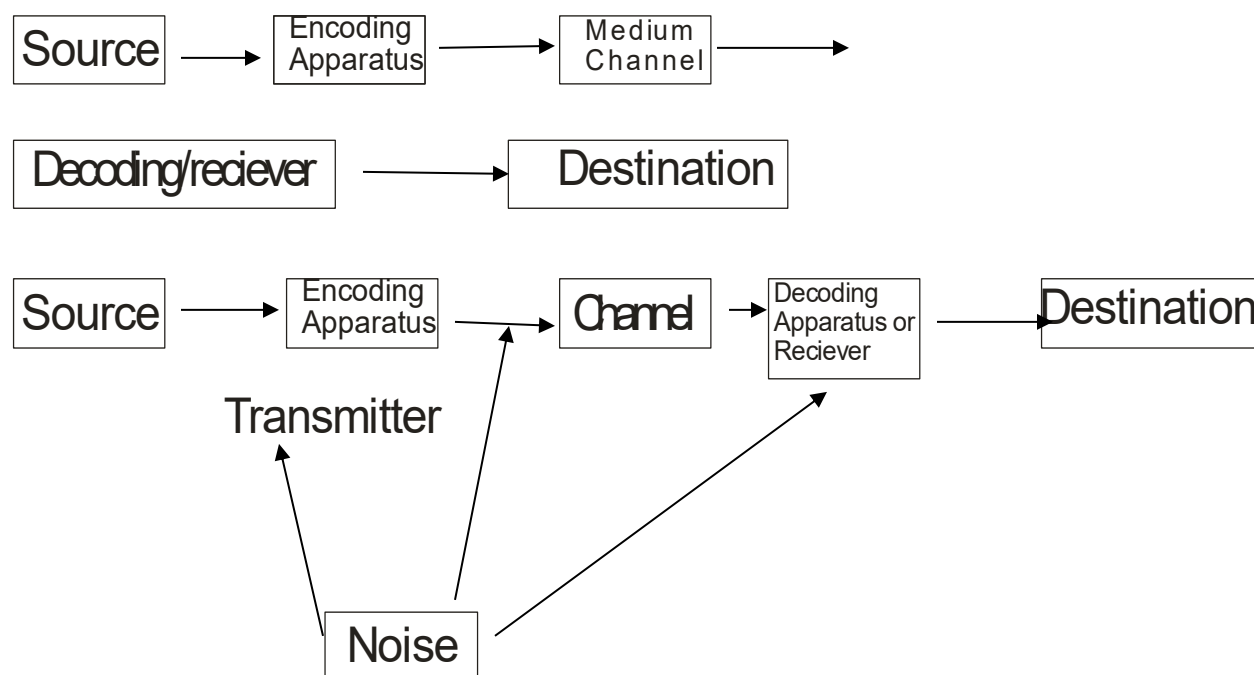 Source
Encoding
Apparatus
Medium
Channel
Decoding/reciever
Destination
Source
Encoding
Apparatus
Channel
Decoding
Apparatus or
Reciever
Destination
Transmitter
Noise